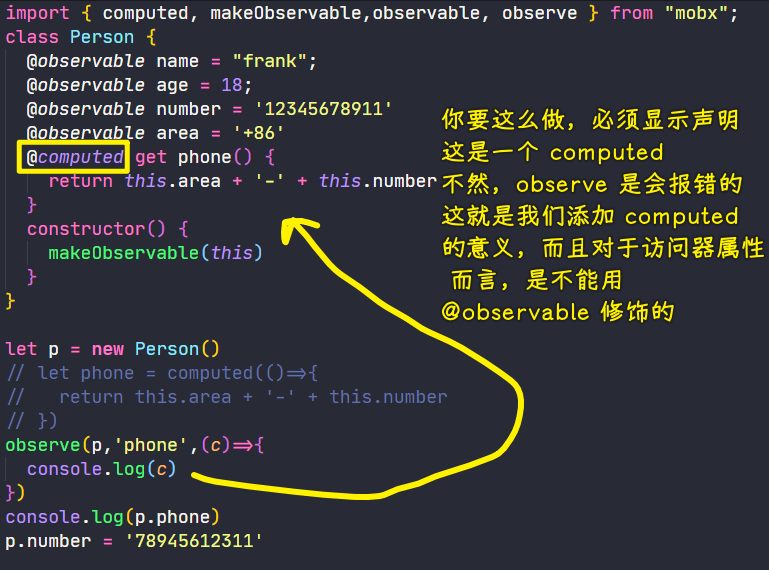 import { computed, makeObservable,observable, observe } from "mobx";
class Person {
@observable name = "frank";
@observable age = 18;
@observable number = '12345678911'
@observable area = '+86'
@computed get phone() {
return this.area + '-' + this.number
}
constructor() {
makeObservable(this)
}
}
你要这么做，必须显示声明
这是一个 computed
不然，observe 是会报错的
这就是我们添加 computed
的意义，而且对于访问器属性
而言，是不能用
@observable 修饰的
let p = new Person()
// let phone = computed(()=>{
// return this.area + '-' + this.number
// })
observe(p,'phone',(c)=>{
console.log(c)
})
console.log(p.phone)
p.number = '78945612311'